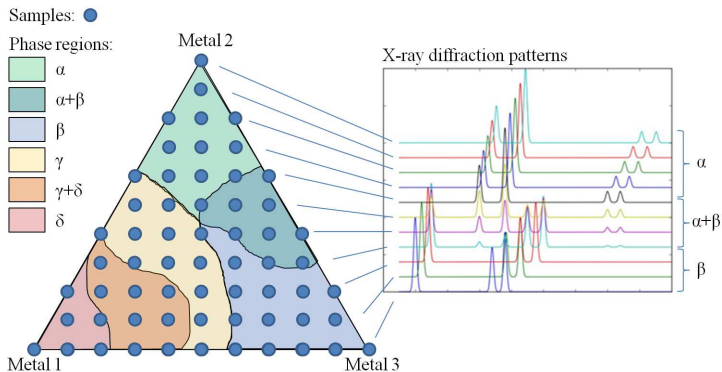 Samples:
Phase regions:
α
α+β
β
γ
γ+δ
δ
Metal 2
Metal 1
Metal 3
X-ray diffraction patterns
α
α+β
β